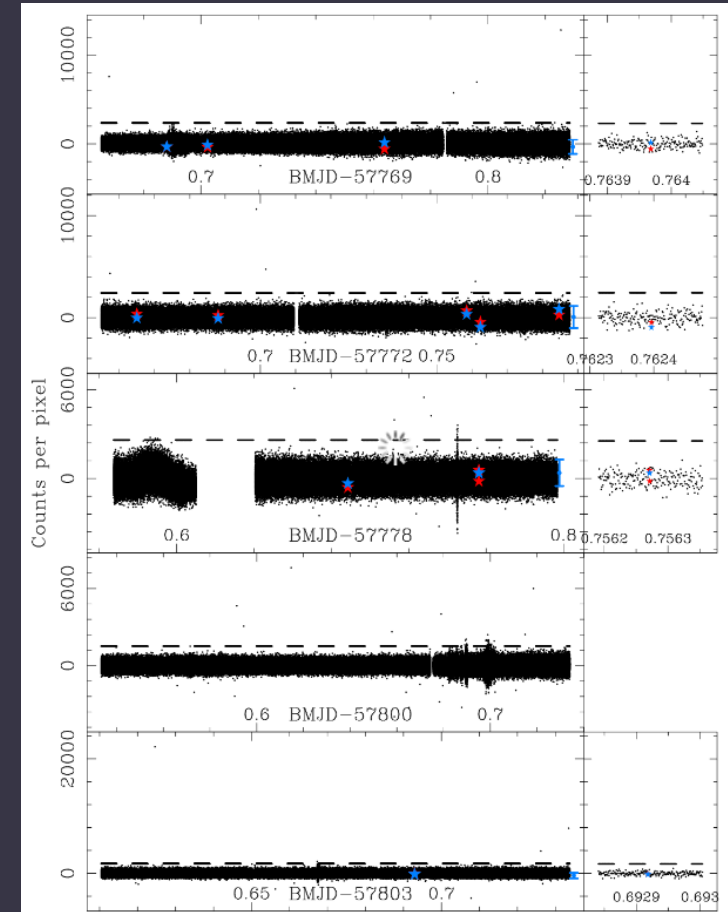 10000
0
0.7 BMJD-57769 0.8
0.7639 0.764
10000
0
0.7 BMJD-57772 0.75
0.7623 0.7624
Counts per pixel
6000
0
0.6 BMJD-57778 0.8
0.7562 0.7563
6000
0
0.6 BMJD-57800 0.7
20000
0
0.65 BMJD-57803 0.7
0.6929 0.693